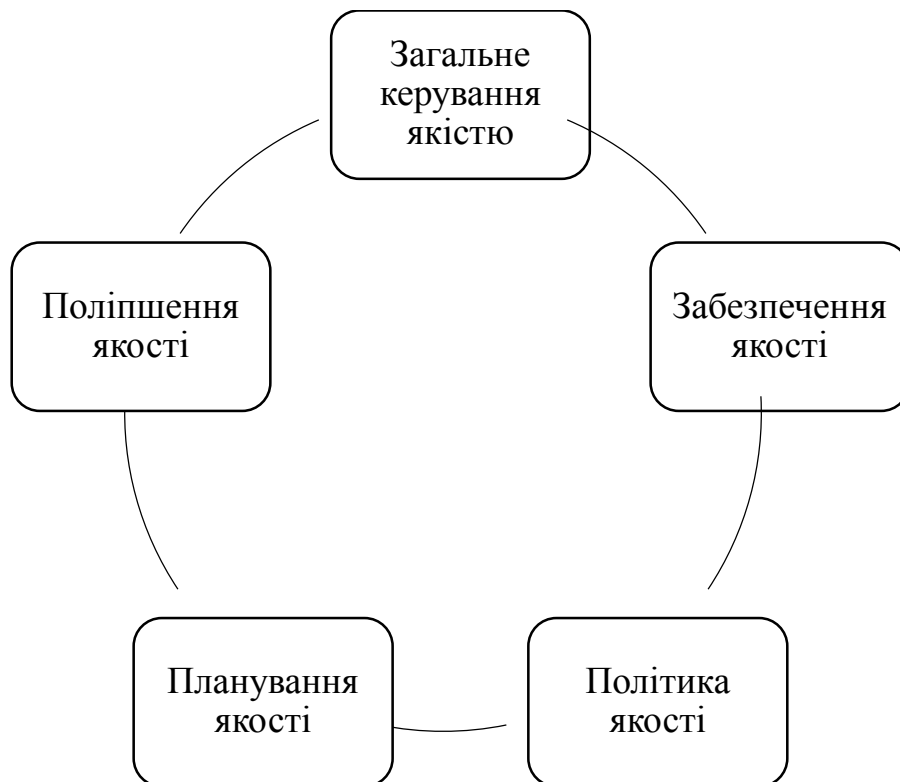 Загальне
керування
якістю
Поліпшення
якості
Забезпечення
якості
Планування
якості
Політика
якості